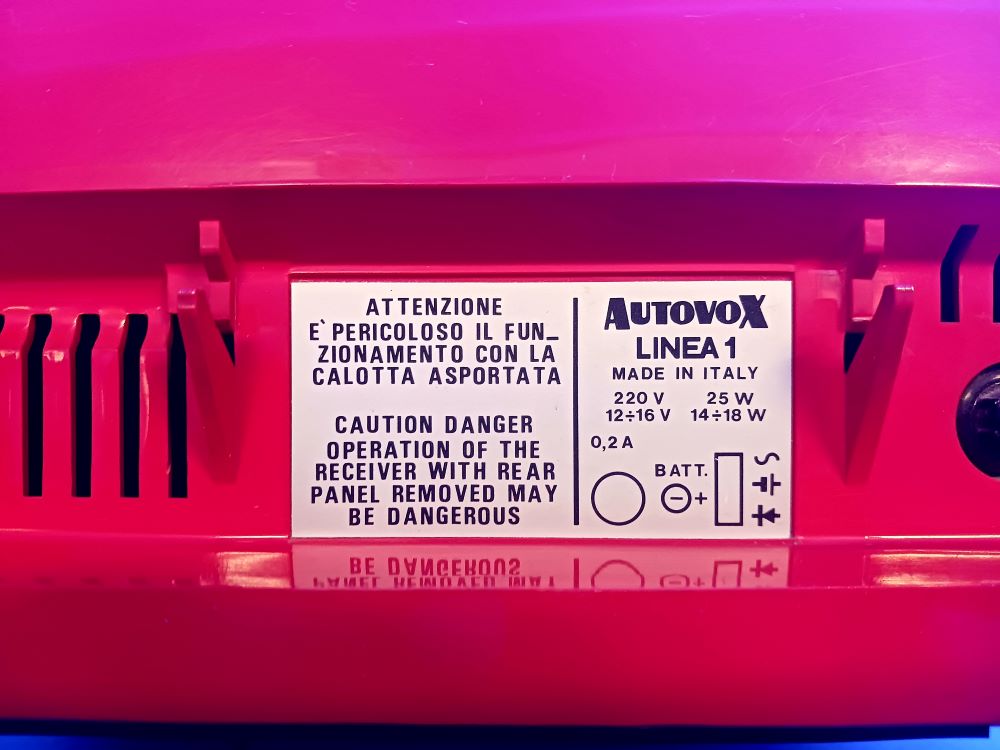 ATTENZIONE
E` PERICOLOSO IL FUN_
ZIONAMENTO CON LA
CALOTTA ASPORTATA
CAUTION DANGER
OPERATION OF THE
RECEIVER WITH REAR
PANEL REMOVED MAY
BE DANGEROUS
AUTOVOX
LINEA 1
MADE IN ITALY
220 V 25 W
12÷16 V 14÷18 W
0,2 A
BATT.